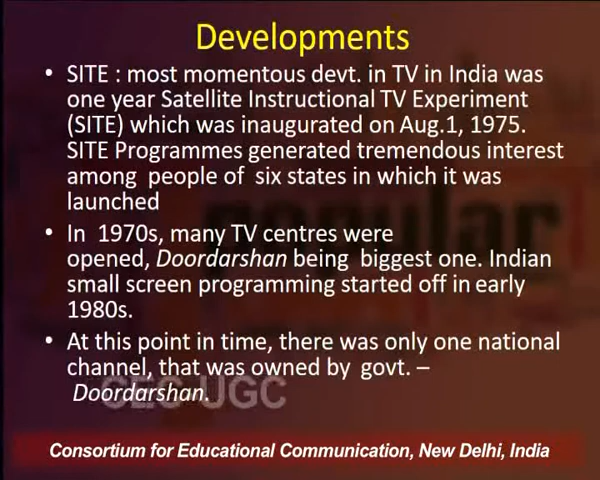 Developments
• SITE : most momentous devt. in TV in India was
one year Satellite Instructional TV Experiment
(SITE) which was inaugurated on Aug.1, 1975.
SITE Programmes generated tremendous interest
among people of six states in which it was
launched
• In 1970s, many TV centres were
opened, Doordarshan being biggest one. Indian
small screen programming started off in early
1980s.
• At this point in time, there was only one national
channel, that was owned by govt. –
Doordarshan.
CEC-UGC
Consortium for Educational Communication, New Delhi, India